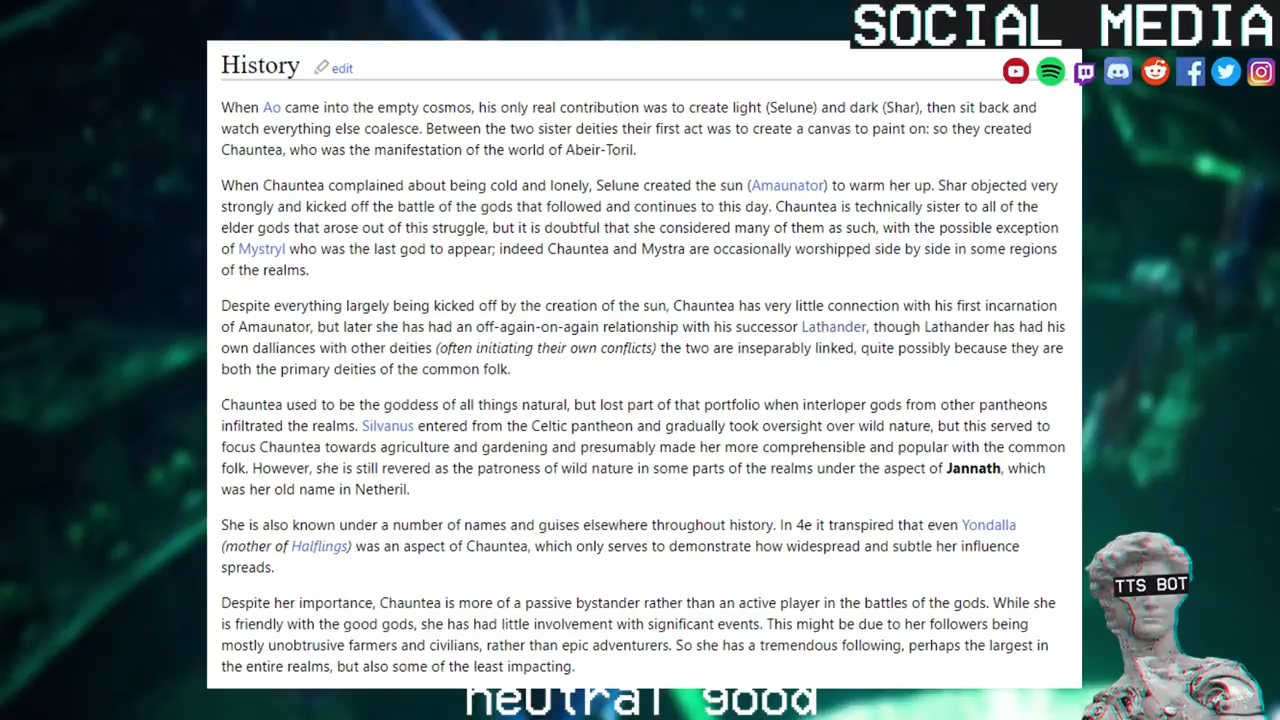 SOCIAL MEDIA
History edit
When Ao came into the empty cosmos, his only real contribution was to create light (Selune) and dark (Shar), then sit back and
watch everything else coalesce. Between the two sister deities their first act was to create a canvas to paint on: so they created
Chauntea, who was the manifestation of the world of Abeir-Toril.
When Chauntea complained about being cold and lonely, Selune created the sun (Amaunator) to warm her up. Shar objected very
strongly and kicked off the battle of the gods that followed and continues to this day. Chauntea is technically sister to all of the
elder gods that arose out of this struggle, but it is doubtful that she considered many of them as such, with the possible exception
of Mystryl who was the last god to appear; indeed Chauntea and Mystra are occasionally worshipped side by side in some regions
of the realms.
Despite everything largely being kicked off by the creation of the sun, Chauntea has very little connection with his first incarnation
of Amaunator, but later she has had an off-again-on-again relationship with his successor Lathander, though Lathander has had his
own dalliances with other deities (often initiating their own conflicts) the two are inseparably linked, quite possibly because they are
both the primary deities of the common folk.
Chauntea used to be the goddess of all things natural, but lost part of that portfolio when interloper gods from other pantheons
infiltrated the realms. Silvanus entered from the Celtic pantheon and gradually took oversight over wild nature, but this served to
focus Chauntea towards agriculture and gardening and presumably made her more comprehensible and popular with the common
folk. However, she is still revered as the patroness of wild nature in some parts of the realms under the aspect of Jannath, which
was her old name in Netheril.
She is also known under a number of names and guises elsewhere throughout history. In 4e it transpired that even Yondalla
(mother of Halflings) was an aspect of Chauntea, which only serves to demonstrate how widespread and subtle her influence
spreads.
Despite her importance, Chauntea is more of a passive bystander rather than an active player in the battles of the gods. While she
is friendly with the good gods, she has had little involvement with significant events. This might be due to her followers being
mostly unobtrusive farmers and civilians, rather than epic adventurers. So she has a tremendous following, perhaps the largest in
the entire realms, but also some of the least impacting.
TTS BOT
neutral good